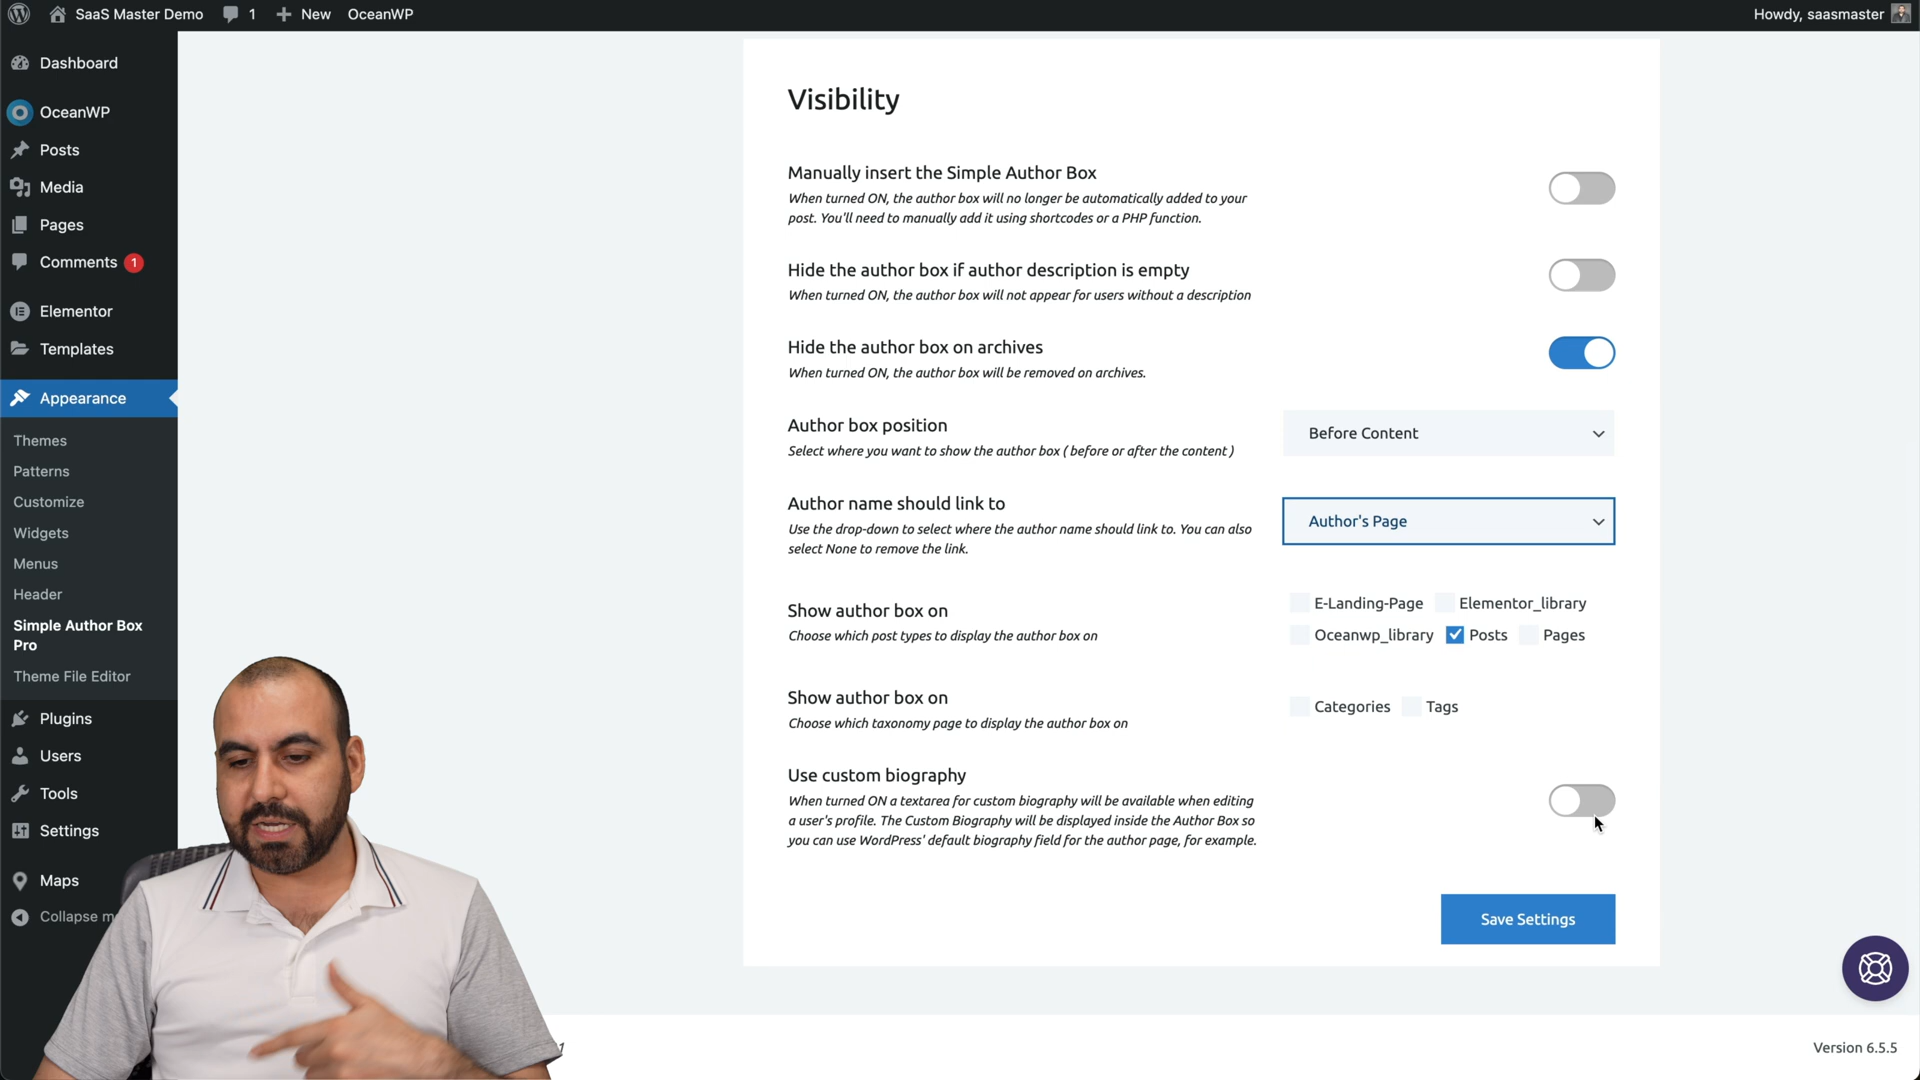 SaaS Master Demo 1 New OceanWP Howdy, saasmaster
Dashboard
OceanWP
Posts
Media
Pages
Comments 1
Elementor
Templates
Appearance
Themes
Patterns
Customize
Widgets
Menus
Header
Simple Author Box
Pro
Theme File Editor
Plugins
Users
Tools
Settings
Maps
Collapse m
Visibility
Manually insert the Simple Author Box
When turned ON, the author box will no longer be automatically added to your
post. You'll need to manually add it using shortcodes or a PHP function.
Hide the author box if author description is empty
When turned ON, the author box will not appear for users without a description
Hide the author box on archives
When turned ON, the author box will be removed on archives.
Author box position
Select where you want to show the author box ( before or after the content )
Before Content
Author name should link to
Use the drop-down to select where the author name should link to. You can also
select None to remove the link.
Author's Page
Show author box on
Choose which post types to display the author box on
E-Landing-Page Elementor_library
Oceanwp_library Posts Pages
Show author box on
Choose which taxonomy page to display the author box on
Categories Tags
Use custom biography
When turned ON a textarea for custom biography will be available when editing
a user's profile. The Custom Biography will be displayed inside the Author Box so
you can use WordPress' default biography field for the author page, for example.
Save Settings
Version 6.5.5